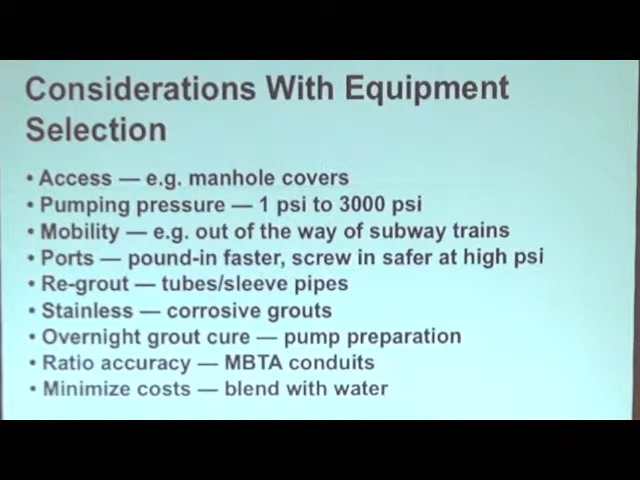 Considerations With Equipment
Selection
• Access — e.g. manhole covers
• Pumping pressure — 1 psi to 3000 psi
• Mobility — e.g. out of the way of subway trains
• Ports — pound-in faster, screw in safer at high psi
• Re-grout — tubes/sleeve pipes
• Stainless — corrosive grouts
• Overnight grout cure — pump preparation
• Ratio accuracy — MBTA conduits
• Minimize costs — blend with water